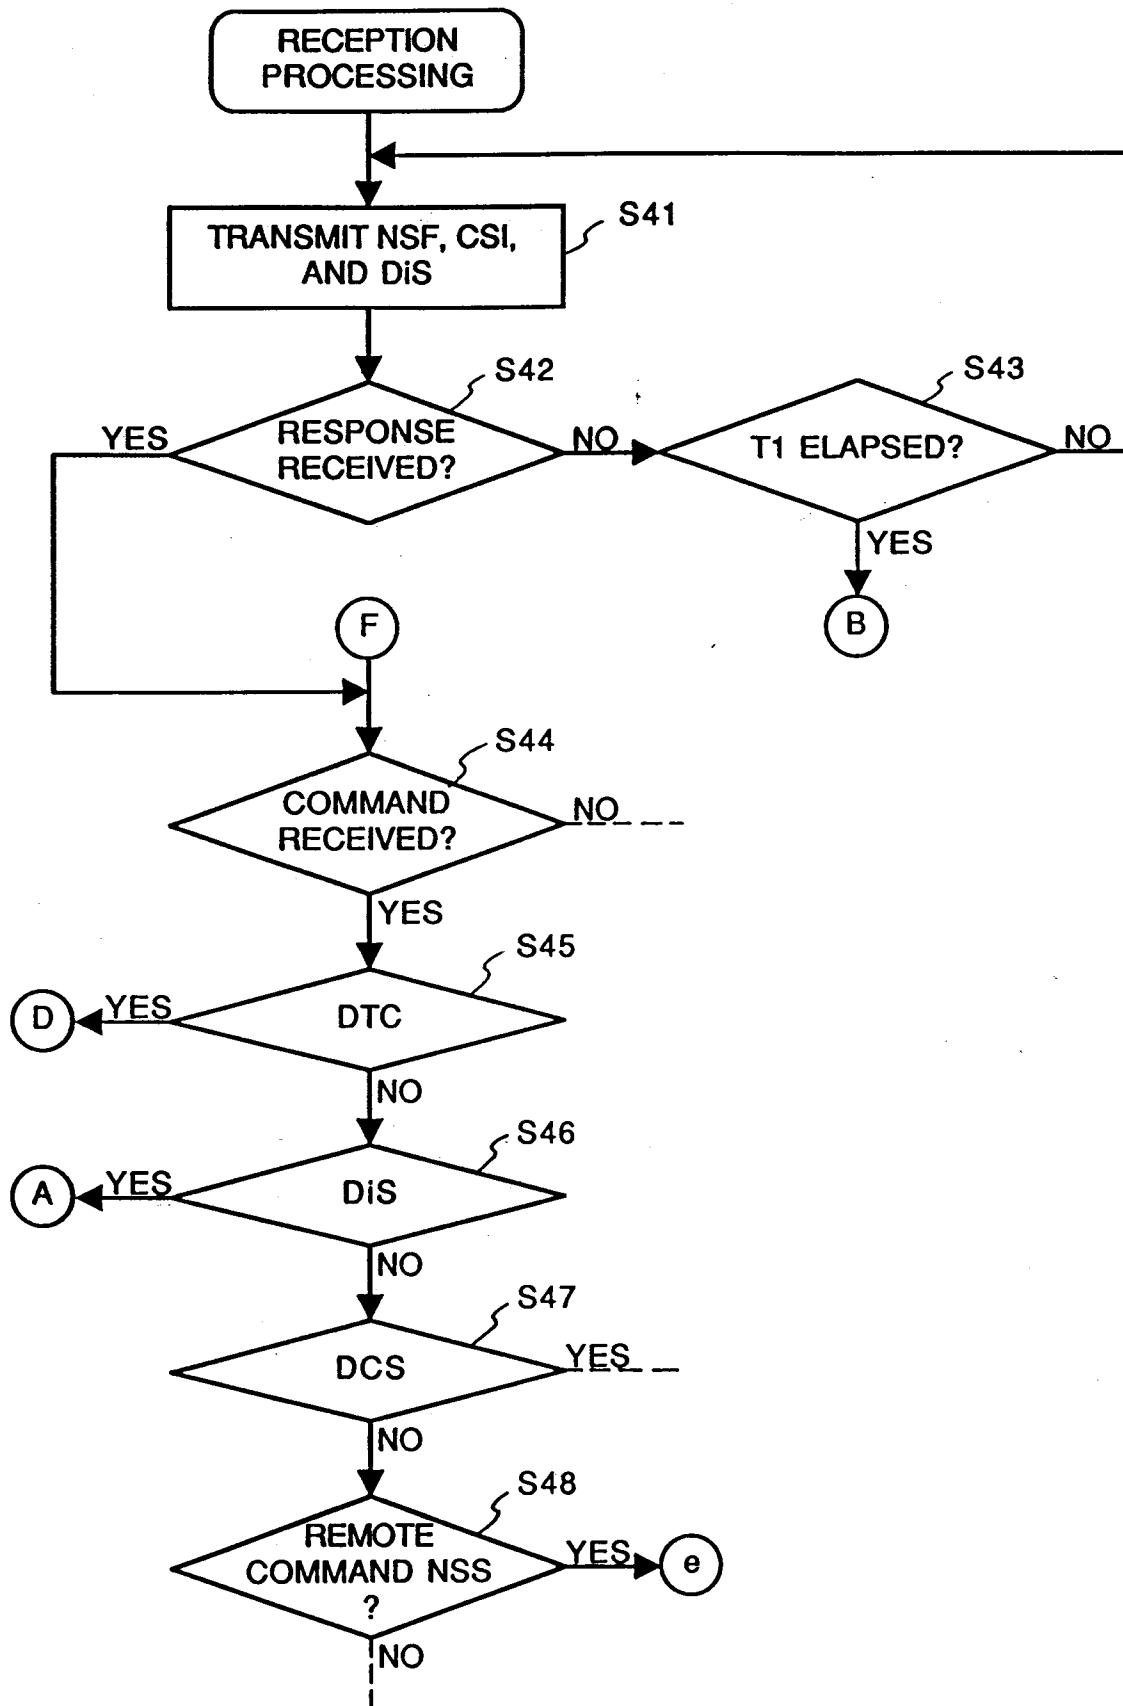 RECEPTION
PROCESSING
S41
TRANSMIT NSF, CSI,
AND DiS
S42
RESPONSE
RECEIVED?
YES
NO
S43
T1 ELAPSED?
NO
YES
B
F
S44
COMMAND
RECEIVED?
NO
YES
S45
DTC
YES
D
NO
S46
DiS
YES
A
NO
S47
DCS
YES
NO
S48
REMOTE
COMMAND NSS
?
YES
e
NO